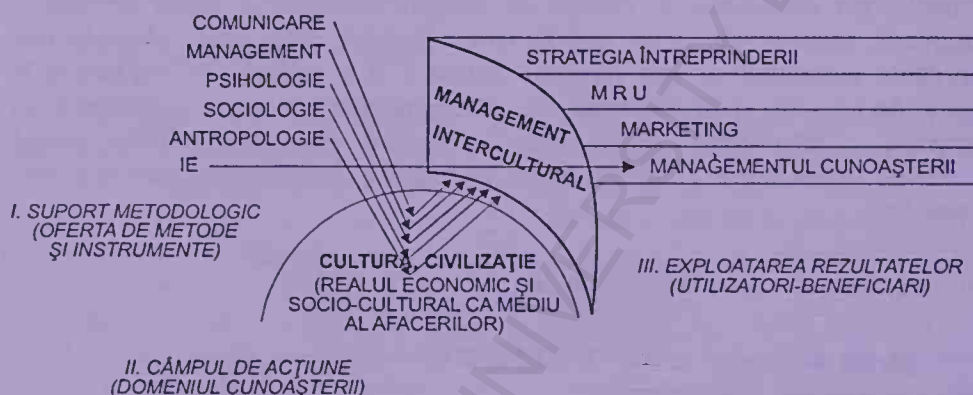 COMUNICARE
MANAGEMENT
PSIHOLOGIE
SOCIOLOGIE
ANTROPOLOGIE
IE
MANAGEMENT
INTERCULTURAL
STRATEGIA ÎNTREPRINDERII
M R U
MARKETING
MANAGEMENTUL CUNOAŞTERII
I. SUPORT METODOLOGIC
(OFERTA DE METODE
ŞI INSTRUMENTE)
CULTURĂ, CIVILIZAŢIE
(REALUL ECONOMIC ŞI
SOCIO-CULTURAL CA MEDIU
AL AFACERILOR)
III. EXPLOATAREA REZULTATELOR
(UTILIZATORI-BENEFICIARI)
II. CÂMPUL DE ACŢIUNE
(DOMENIUL CUNOAŞTERII)
UNIVERSITY